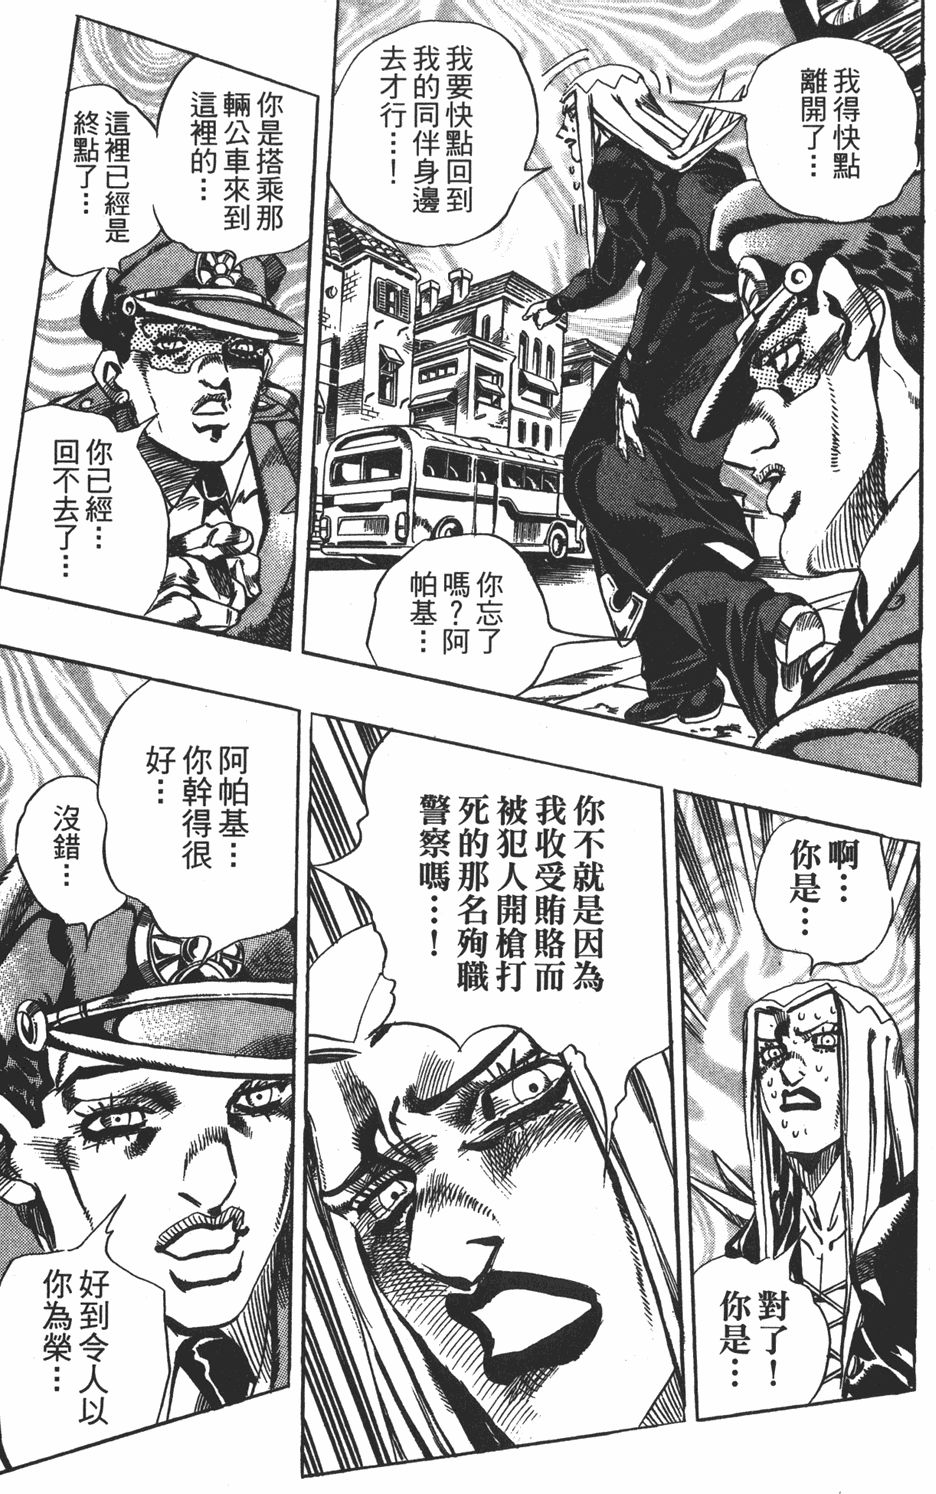 我得快點
離開了…
我要快點回到
我的同伴身邊
去才行…！
你忘了
嗎？阿
帕基…
你是搭乘那
輛公車來到
這裡的…
這裡已經是
終點了…
你已經…
回不去了…
啊…
你是…
對了！
你是…
你不就是因為
我收受賄賂而
被犯人開槍打
死的那名殉職
警察嗎…！
阿帕基…
你幹得很
好…
沒錯…
好到令人以
你為榮…